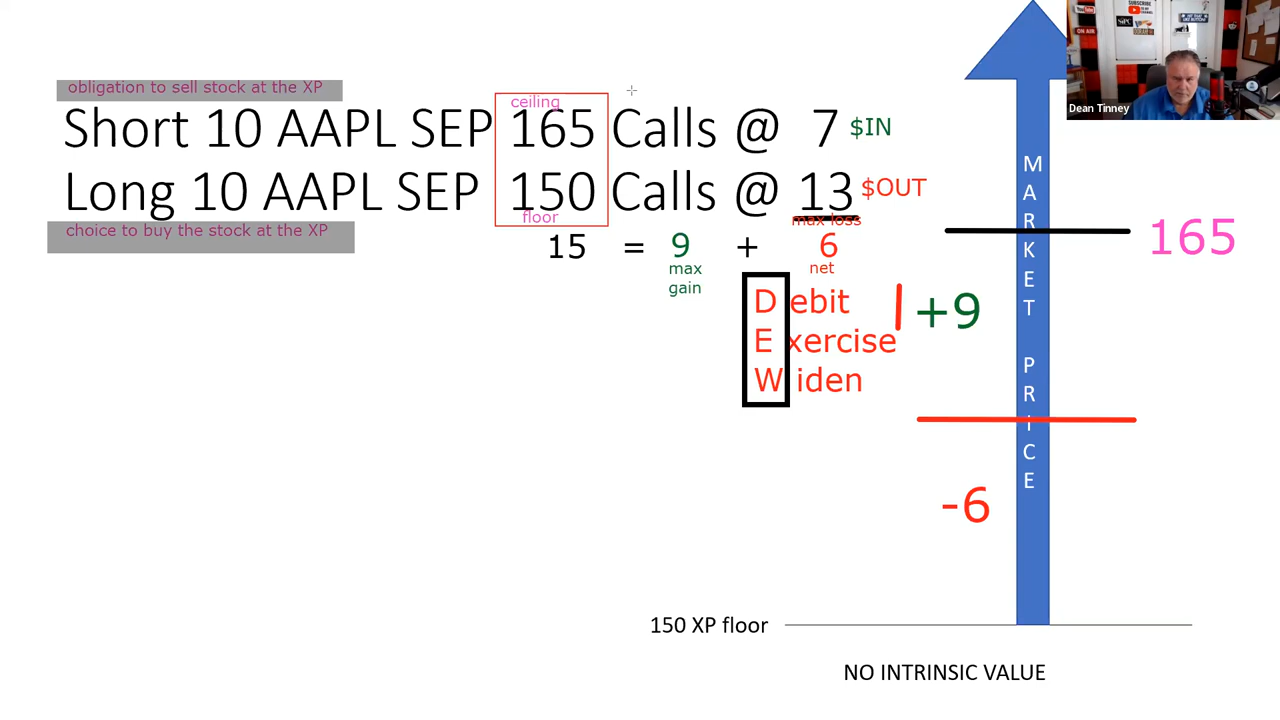 obligation to sell stock at the XP
ceiling
Short 10 AAPL SEP 165 Calls @ 7 $IN
Long 10 AAPL SEP 150 Calls @ 13 $OUT
floor
max loss
choice to buy the stock at the XP
15 = 9 + 6
max gain
net
Debit
Exercise
Widen
MARKET PRICE
165
+9
-6
150 XP floor
NO INTRINSIC VALUE
Dean Tinney
SUBSCRIBE
ON AIR